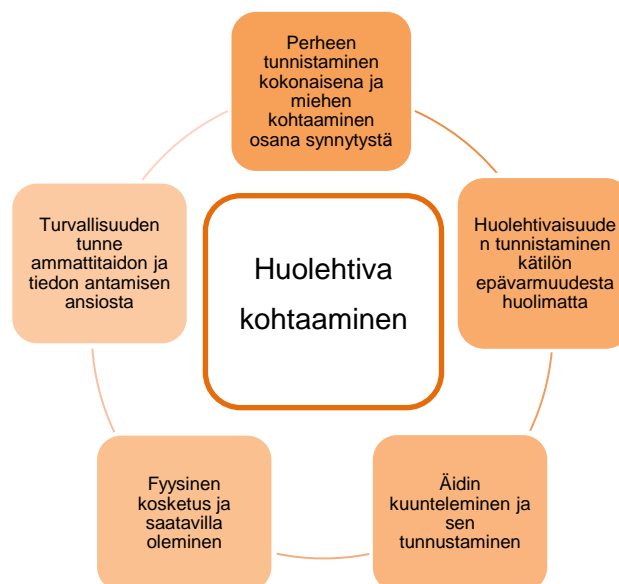 Perheen
tunnistaminen
kokonaisena ja
miehen
kohtaaminen
osana synnytystä
Turvallisuuden
tunne
ammattitaidon ja
tiedon antamisen
ansiosta
Huolehtiva
kohtaaminen
Huolehtivaisuude
n tunnistaminen
kätilön
epävarmuudesta
huolimatta
Fyysinen
kosketus ja
saatavilla
oleminen
Äidin
kuunteleminen ja
sen
tunnustaminen